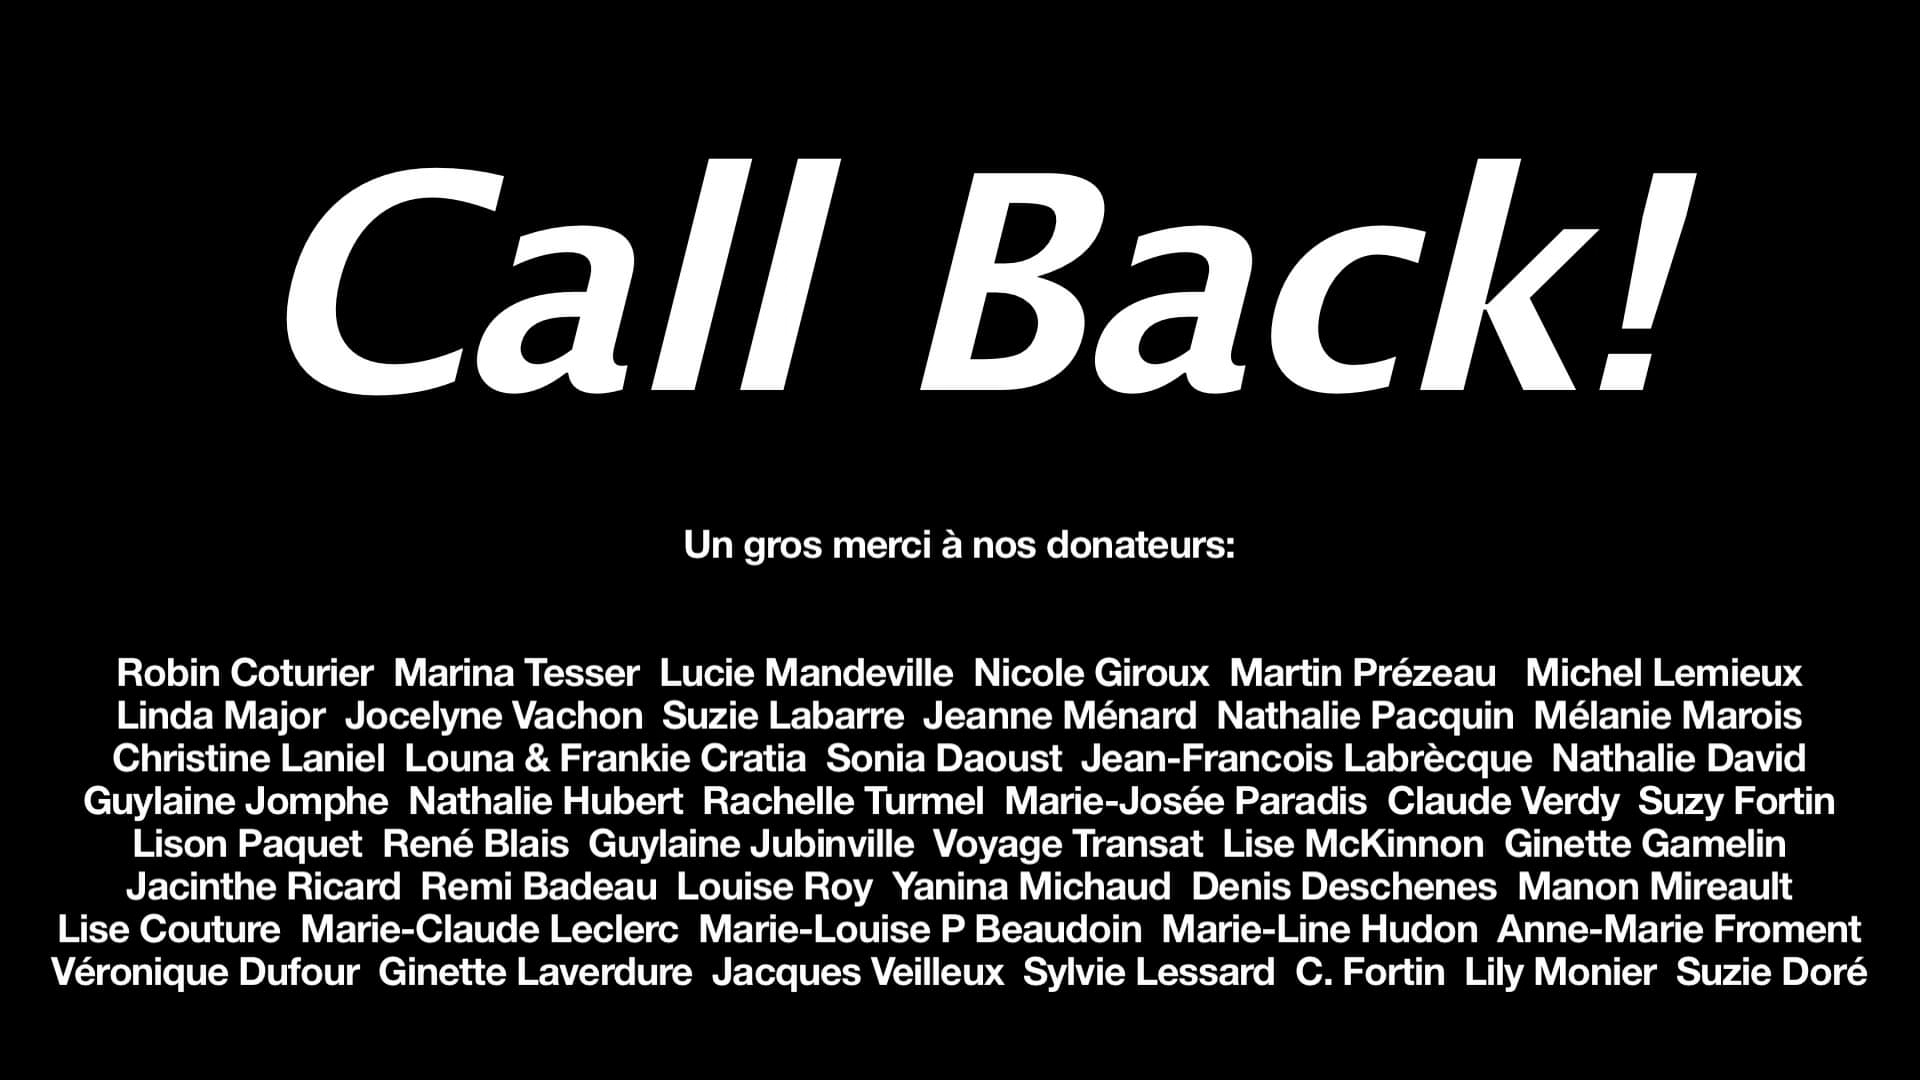 Call Back!
Un gros merci à nos donateurs:
Robin Coturier Marina Tesser Lucie Mandeville Nicole Giroux Martin Prézeau Michel Lemieux
Linda Major Jocelyne Vachon Suzie Labarre Jeanne Ménard Nathalie Pacquin Mélanie Marois
Christine Laniel Louna & Frankie Cratia Sonia Daoust Jean-Francois Labrècque Nathalie David
Guylaine Jomphe Nathalie Hubert Rachelle Turmel Marie-Josée Paradis Claude Verdy Suzy Fortin
Lison Paquet René Blais Guylaine Jubinville Voyage Transat Lise McKinnon Ginette Gamelin
Jacinthe Ricard Remi Badeau Louise Roy Yanina Michaud Denis Deschenes Manon Mireault
Lise Couture Marie-Claude Leclerc Marie-Louise P Beaudoin Marie-Line Hudon Anne-Marie Froment
Véronique Dufour Ginette Laverdure Jacques Veilleux Sylvie Lessard C. Fortin Lily Monier Suzie Doré